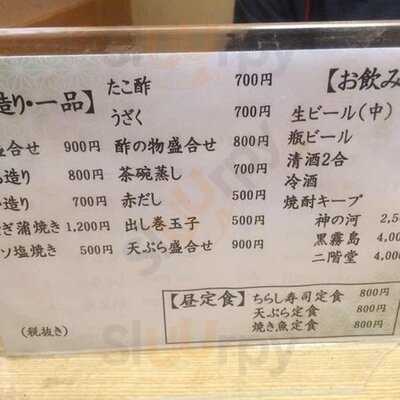 造り・一品】
合せ 900円
造り 800円
造り 700円
ぎ蒲焼き 1,200円
ソ塩焼き 500円
たこ酢 700円
うざく 700円
酢の物盛合せ 800円
茶碗蒸し 700円
赤だし 500円
出し巻玉子 500円
天ぷら盛合せ 900円
【お飲み
生ビール(中)
瓶ビール
清酒2合
冷酒
焼酎キープ
神の河 2,5
黒霧島 4,00
二階堂 4,00
【昼定食】
ちらし寿司定食 800円
天ぷら定食 800円
焼き魚定食 800円
(税抜き)
Sluurpy